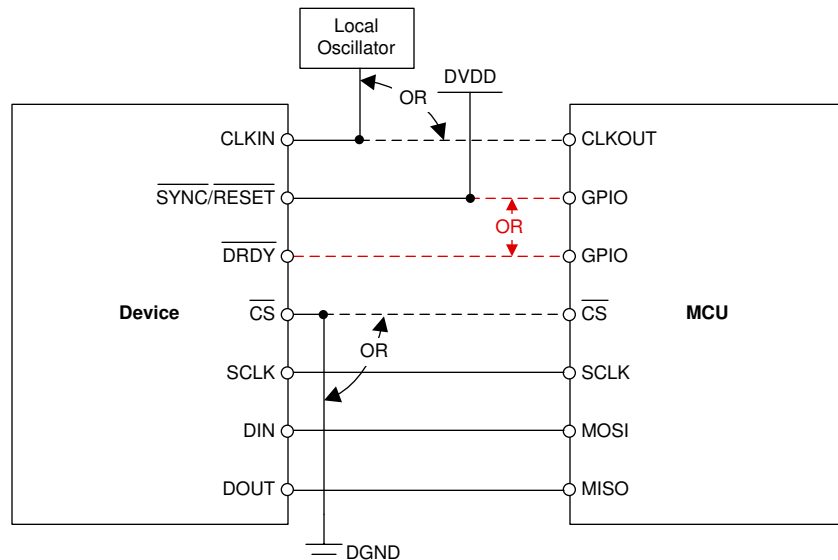 Local
Oscillator
OR
DVDD
CLKIN
CLKOUT
SYNC/RESET
GPIO
OR
DRDY
GPIO
Device
CS
CS
MCU
OR
SCLK
SCLK
DIN
MOSI
DOUT
MISO
DGND